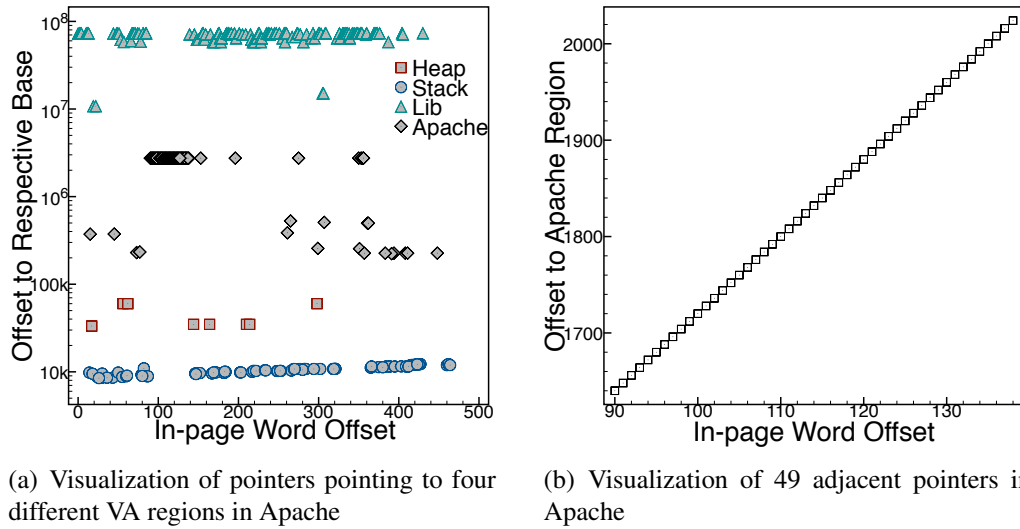 10^8
10^7
10^6
100k
10k
Offset to Respective Base
Heap
Stack
Lib
Apache
0 100 200 300 400 500
In-page Word Offset
2000
1900
1800
1700
Offset to Apache Region
90 100 110 120 130
In-page Word Offset
(a) Visualization of pointers pointing to four
different VA regions in Apache
(b) Visualization of 49 adjacent pointers i
Apache